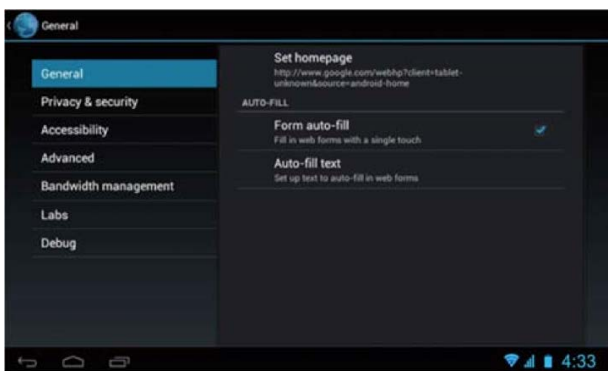 General
General
Privacy & security
Accessibility
Advanced
Bandwidth management
Labs
Debug
Set homepage
http://www.google.com/webhp?client=tablet-
unknown&source=android-home
AUTO-FILL
Form auto-fill
Fill in web forms with a single touch
Auto-fill text
Set up text to auto-fill in web forms
4:33